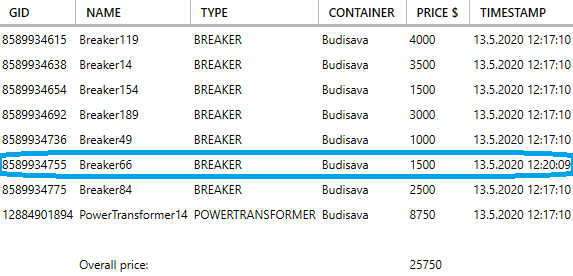 GID NAME TYPE CONTAINER PRICE $ TIMESTAMP
8589934615 Breaker119 BREAKER Budisava 4000 13.5.2020 12:17:10
8589934638 Breaker14 BREAKER Budisava 3500 13.5.2020 12:17:10
8589934654 Breaker154 BREAKER Budisava 1500 13.5.2020 12:17:10
8589934692 Breaker189 BREAKER Budisava 3000 13.5.2020 12:17:10
8589934736 Breaker49 BREAKER Budisava 1000 13.5.2020 12:17:10
8589934755 Breaker66 BREAKER Budisava 1500 13.5.2020 12:20:09
8589934775 Breaker84 BREAKER Budisava 2500 13.5.2020 12:17:10
12884901894 PowerTransformer14 POWERTRANSFORMER Budisava 8750 13.5.2020 12:17:10
Overall price: 25750